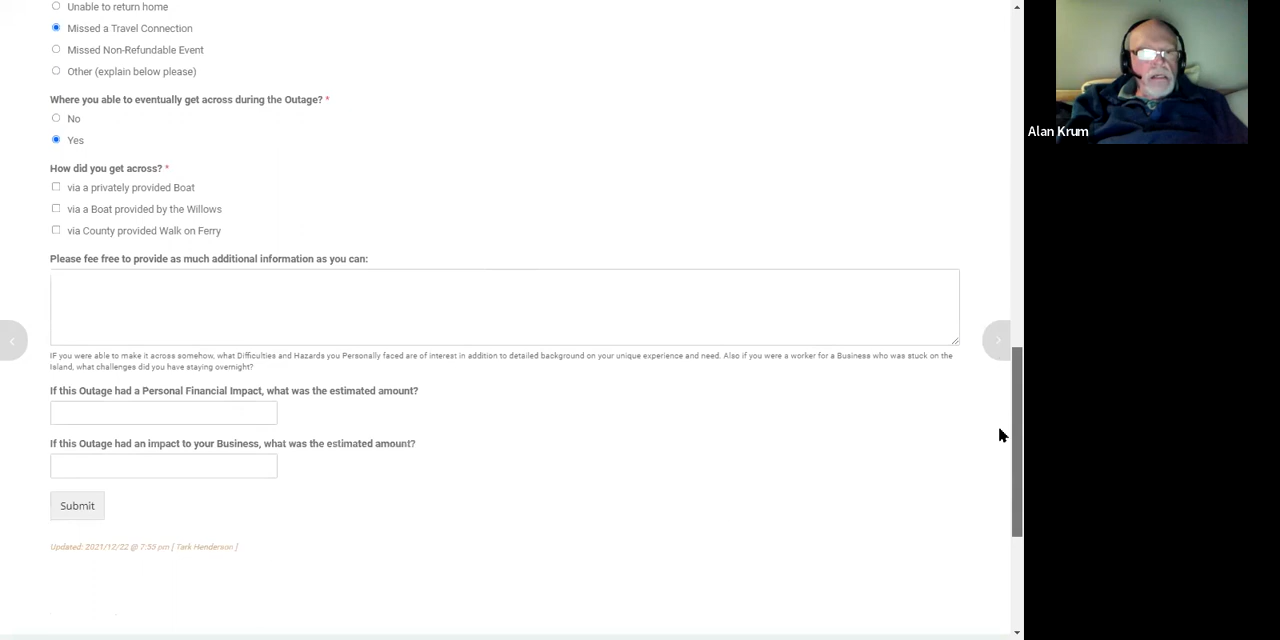 Unable to return home
Missed a Travel Connection
Missed Non-Refundable Event
Other (explain below please)
Where you able to eventually get across during the Outage? *
No
Yes
How did you get across? *
via a privately provided Boat
via a Boat provided by the Willows
via County provided Walk on Ferry
Please fee free to provide as much additional information as you can:
IF you were able to make it across somehow, what Difficulties and Hazards you Personally faced are of interest in addition to detailed background on your unique experience and need. Also if you were a worker for a Business who was stuck on the
Island, what challenges did you have staying overnight?
If this Outage had a Personal Financial Impact, what was the estimated amount?
If this Outage had an impact to your Business, what was the estimated amount?
Submit
Updated: 2021/12/22 @ 7:55 pm [ Tark Henderson ]
Alan Krum